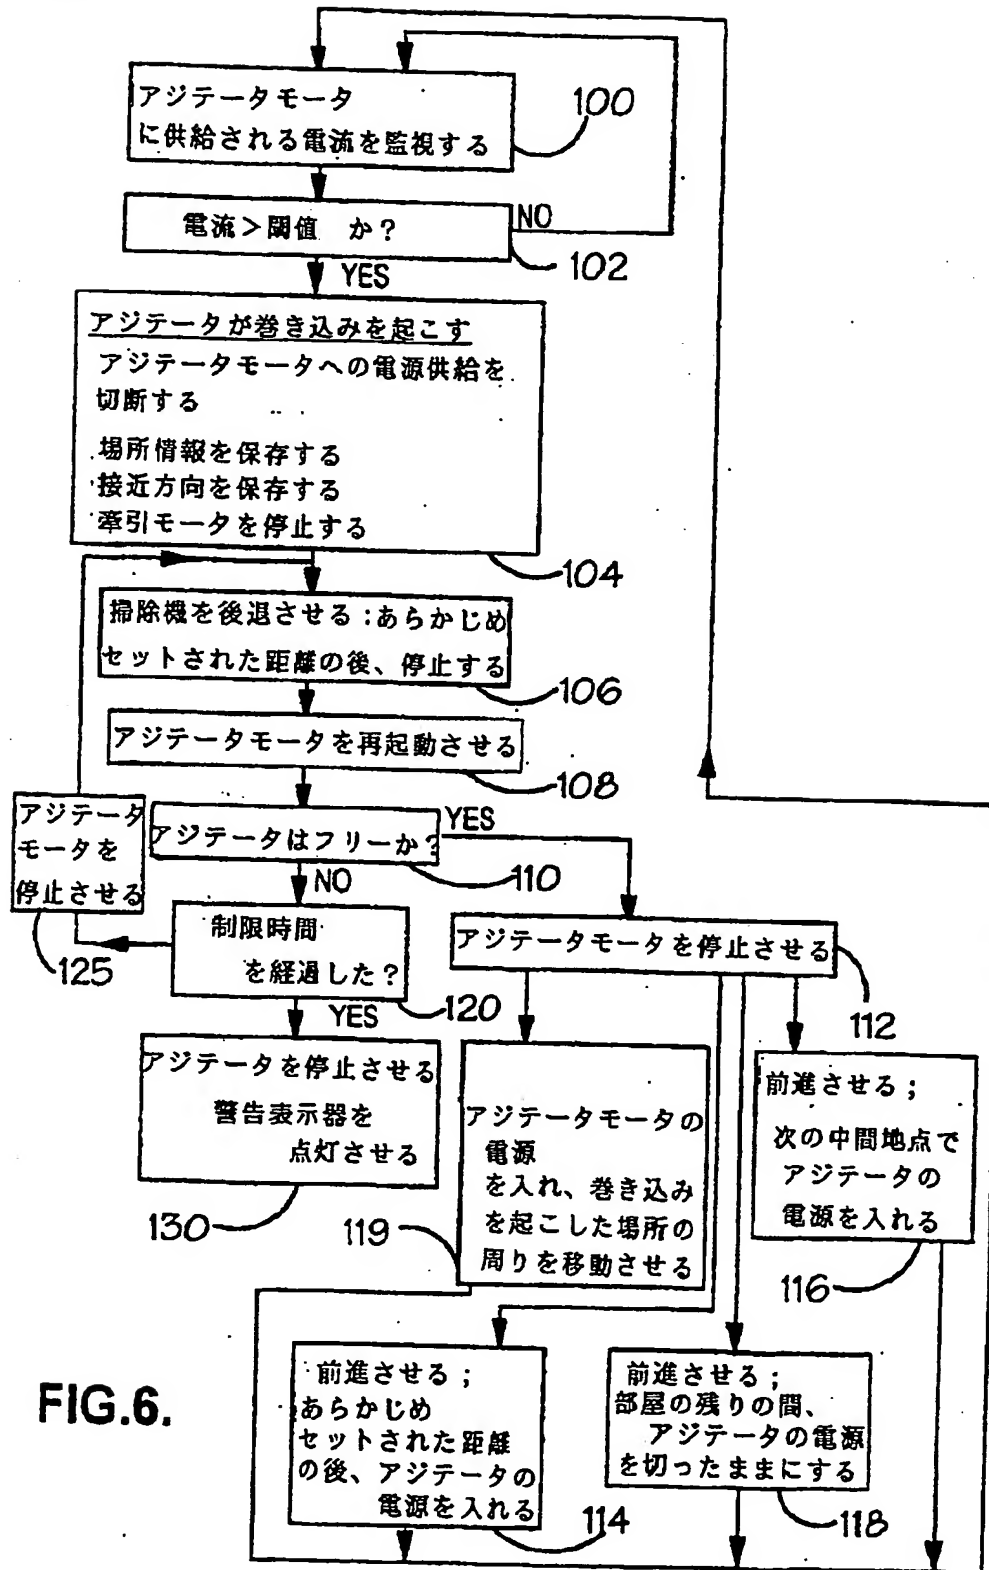 アジテータモータ
に供給される電流を監視する
100
電流＞閾値 か？
NO
102
YES
アジテータが巻き込みを起こす
アジテータモータへの電源供給を
切断する
場所情報を保存する
接近方向を保存する
牽引モータを停止する
104
掃除機を後退させる：あらかじめ
セットされた距離の後、停止する
106
アジテータモータを再起動させる
108
アジテータはフリーか？
YES
110
NO
アジテータ
モータを
停止させる
125
制限時間
を経過した？
120
YES
アジテータモータを停止させる
112
アジテータを停止させる
警告表示器を
点灯させる
130
アジテータモータの
電源
を入れ、巻き込み
を起こした場所の
周りを移動させる
119
前進させる；
次の中間地点で
アジテータの
電源を入れる
116
前進させる；
あらかじめ
セットされた距離
の後、アジテータの
電源を入れる
114
前進させる；
部屋の残りの間、
アジテータの電源
を切ったままにする
118
FIG.6.